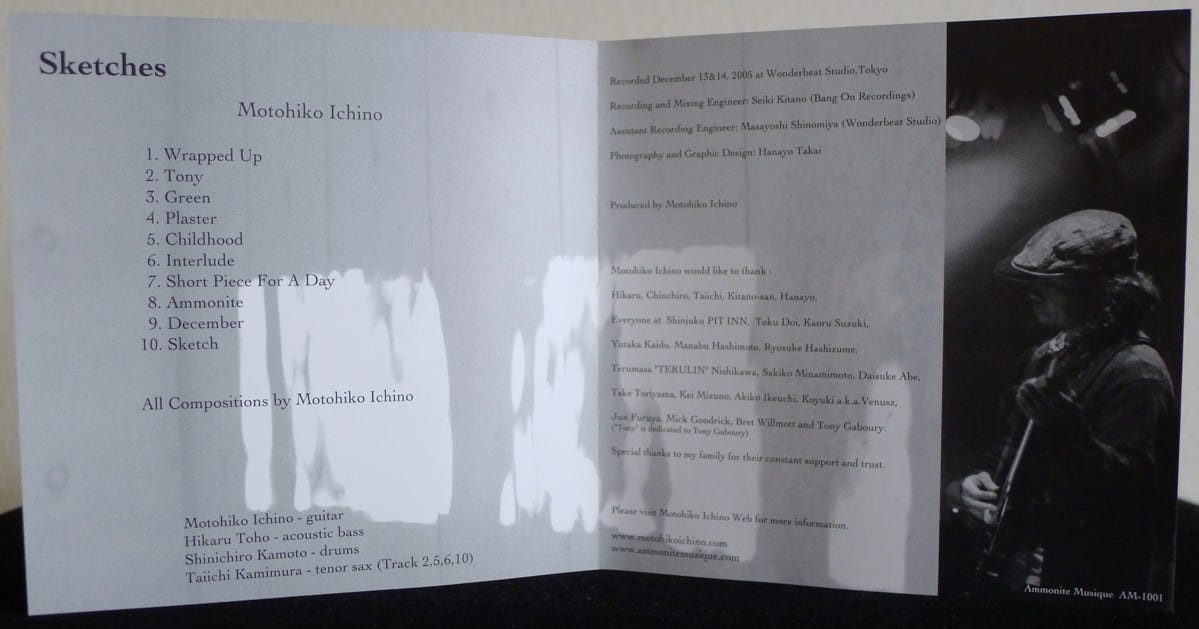 Sketches
Motohiko Ichino
1. Wrapped Up
2. Tony
3. Green
4. Plaster
5. Childhood
6. Interlude
7. Short Piece For A Day
8. Ammonite
9. December
10. Sketch
All Compositions by Motohiko Ichino
Motohiko Ichino - guitar
Hikaru Toho - acoustic bass
Shinichiro Kamoto - drums
Taiichi Kamimura - tenor sax (Track 2,5,6,10)
Recorded December 13&14, 2005 at Wonderbeat Studio,Tokyo
Recording and Mixing Engineer: Seiki Kitano (Bang On Recordings)
Assistant Recording Engineer: Masayoshi Shinomiya (Wonderbeat Studio)
Photography and Graphic Design: Hanayo Takai
Produced by Motohiko Ichino
Motohiko Ichino would like to thank :
Hikaru, Chinchiro, Taiichi, Kitano-san, Hanayo,
Everyone at Shinjuku PIT INN, Toku Doi, Kaoru Suzuki,
Yutaka Kaido, Manabu Hashimoto, Ryosuke Hashizume,
Terumasa "TERULIN" Nishikawa, Sakiko Minamimoto, Daisuke Abe,
Take Toriyama, Kei Mizuno, Akiko Ikeuchi, Koyuki a.k.a.Venusz,
Jun Furuya, Mick Goodrick, Bret Willmott and Tony Gaboury.
("Tony" is dedicated to Tony Gaboury)
Special thanks to my family for their constant support and trust.
Please visit Motohiko Ichino Web for more information.
www.motohikoichino.com
www.ammonitemusique.com
Ammonite Musique AM-1001